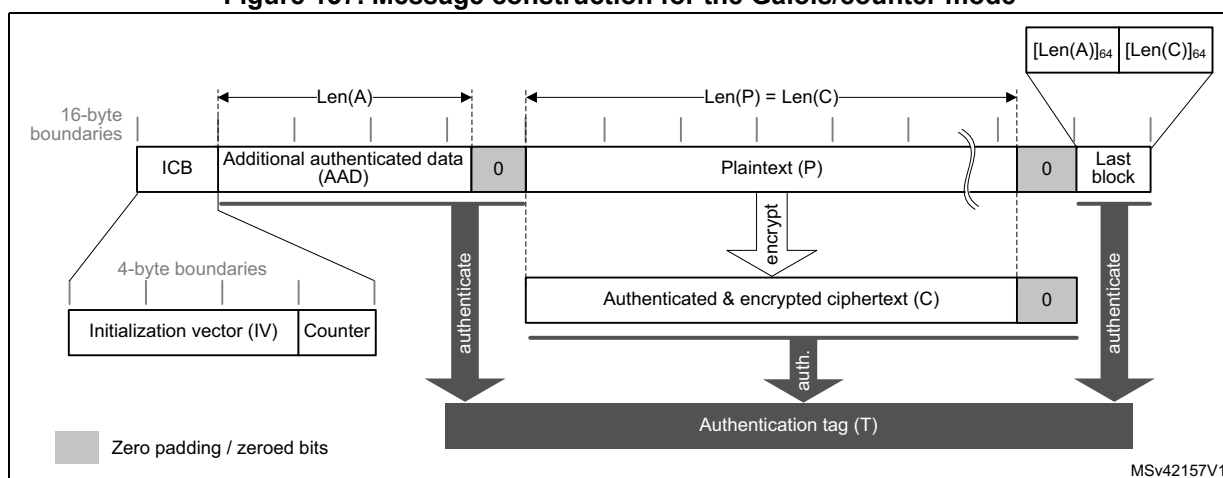 Figure 167. Message construction for the Galois/counter mode
[Len(A)]64 [Len(C)]64
Len(A)
Len(P) = Len(C)
16-byte
boundaries
ICB
Additional authenticated data
(AAD)
0
Plaintext (P)
0
Last
block
encrypt
4-byte boundaries
authenticate
Authenticated & encrypted ciphertext (C)
0
authenticate
Initialization vector (IV)
Counter
auth.
Authentication tag (T)
Zero padding / zeroed bits
MSv42157V1